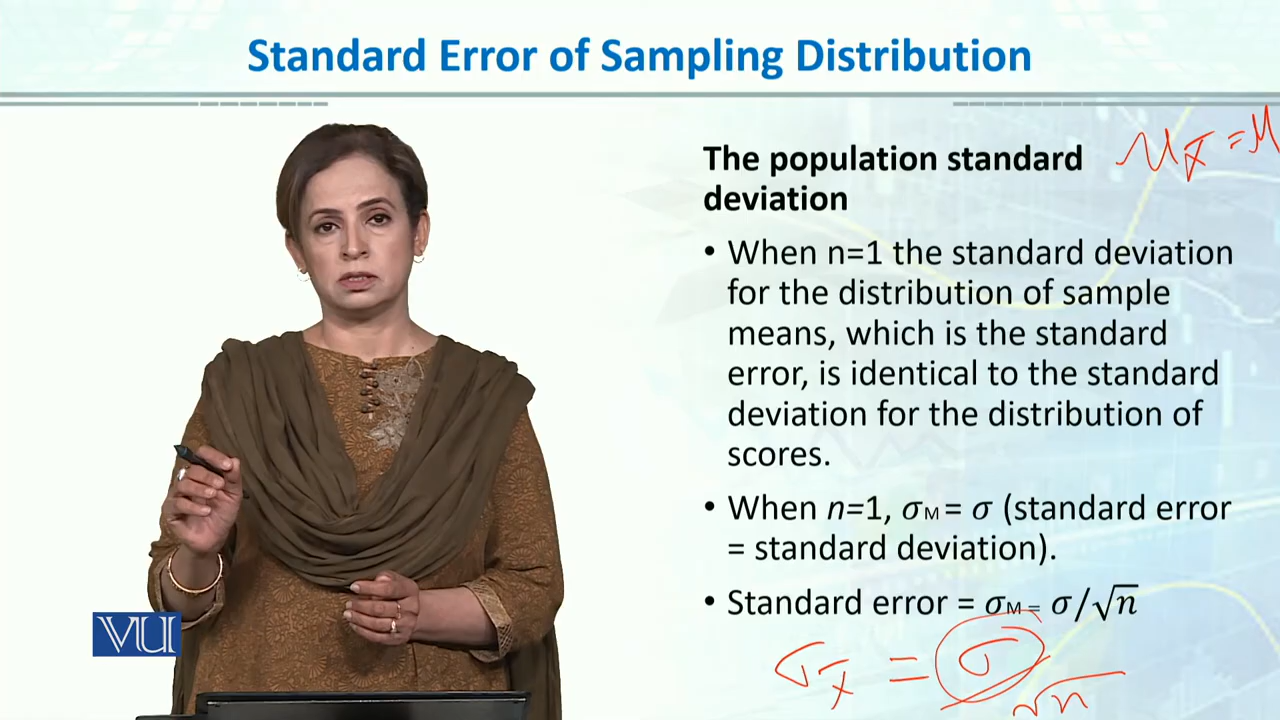 Standard Error of Sampling Distribution
The population standard
deviation
μx̄ = μ
• When n=1 the standard deviation
for the distribution of sample
means, which is the standard
error, is identical to the standard
deviation for the distribution of
scores.
• When n=1, σM = σ (standard error
= standard deviation).
• Standard error = σM = σ/√n
σx̄ = σ/√n
VU